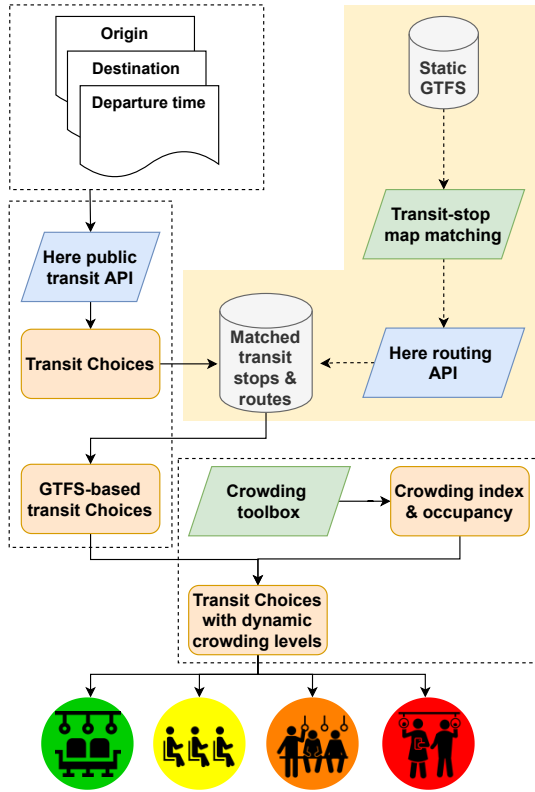 Origin
Destination
Departure time
Static
GTFS
Transit-stop
map matching
Here public
transit API
Matched
transit
stops &
routes
Here routing
API
Transit Choices
GTFS-based
transit Choices
Crowding
toolbox
Crowding index
& occupancy
Transit Choices
with dynamic
crowding levels